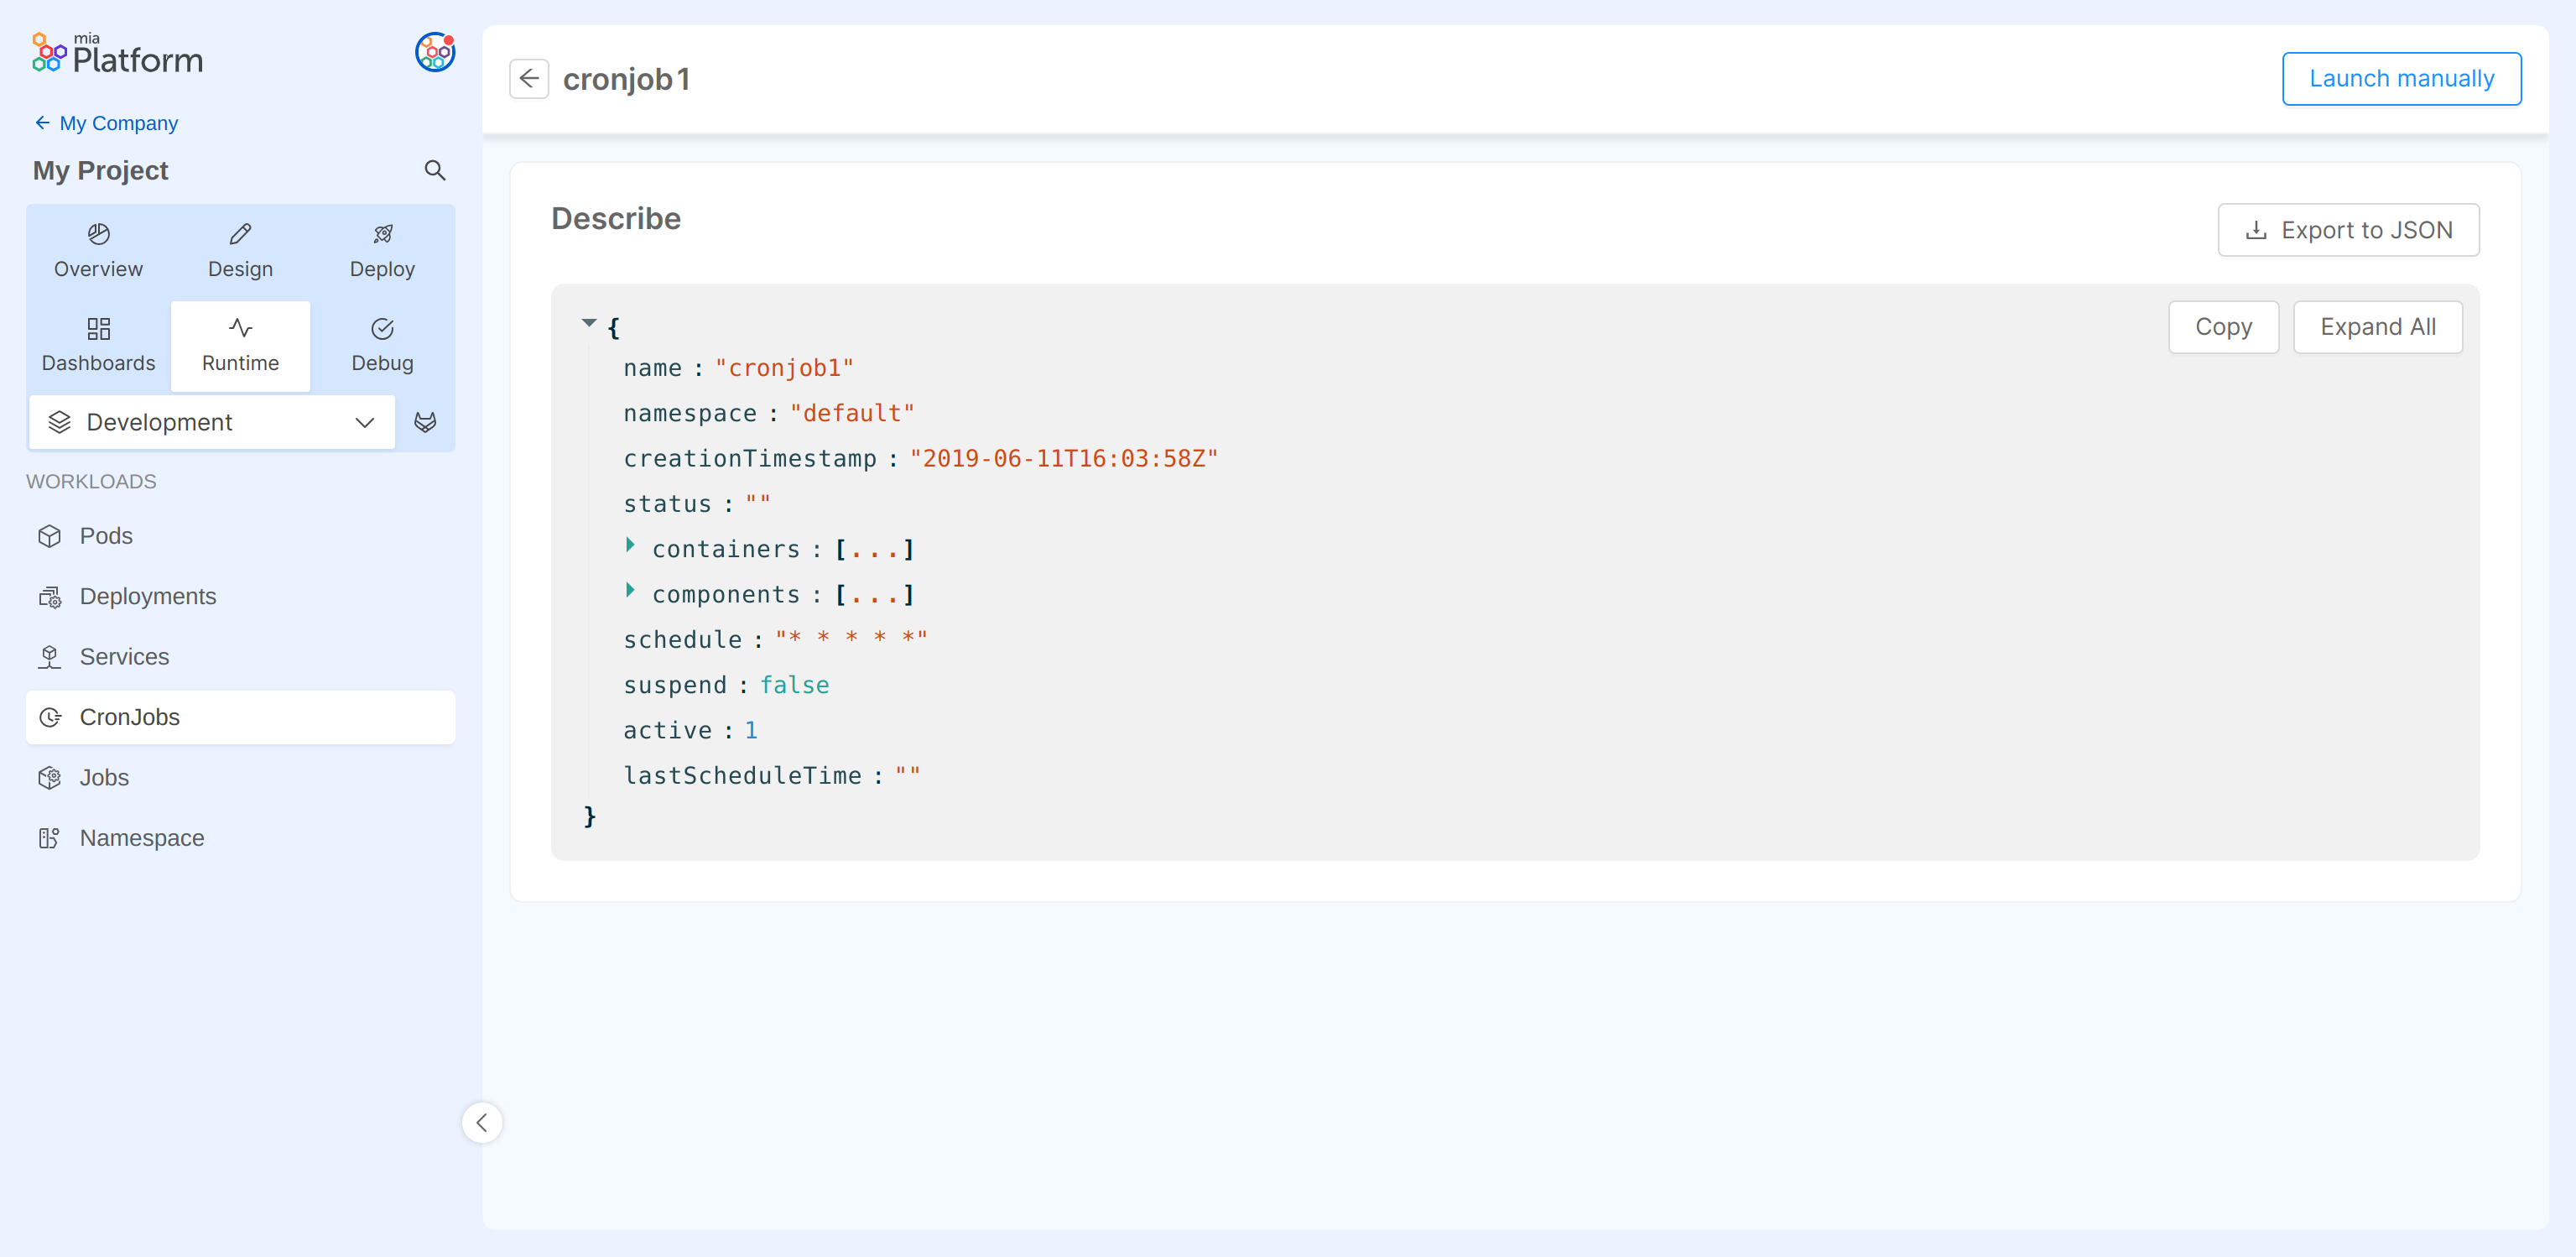 mia
Platform
My Company
My Project
Overview
Design
Deploy
Dashboards
Runtime
Debug
Development
WORKLOADS
Pods
Deployments
Services
CronJobs
Jobs
Namespace
cronjob1
Launch manually
Describe
Export to JSON
Copy
Expand All
{
name : "cronjob1"
namespace : "default"
creationTimestamp : "2019-06-11T16:03:58Z"
status : ""
containers : [...]
components : [...]
schedule : "* * * * *"
suspend : false
active : 1
lastScheduleTime : ""
}